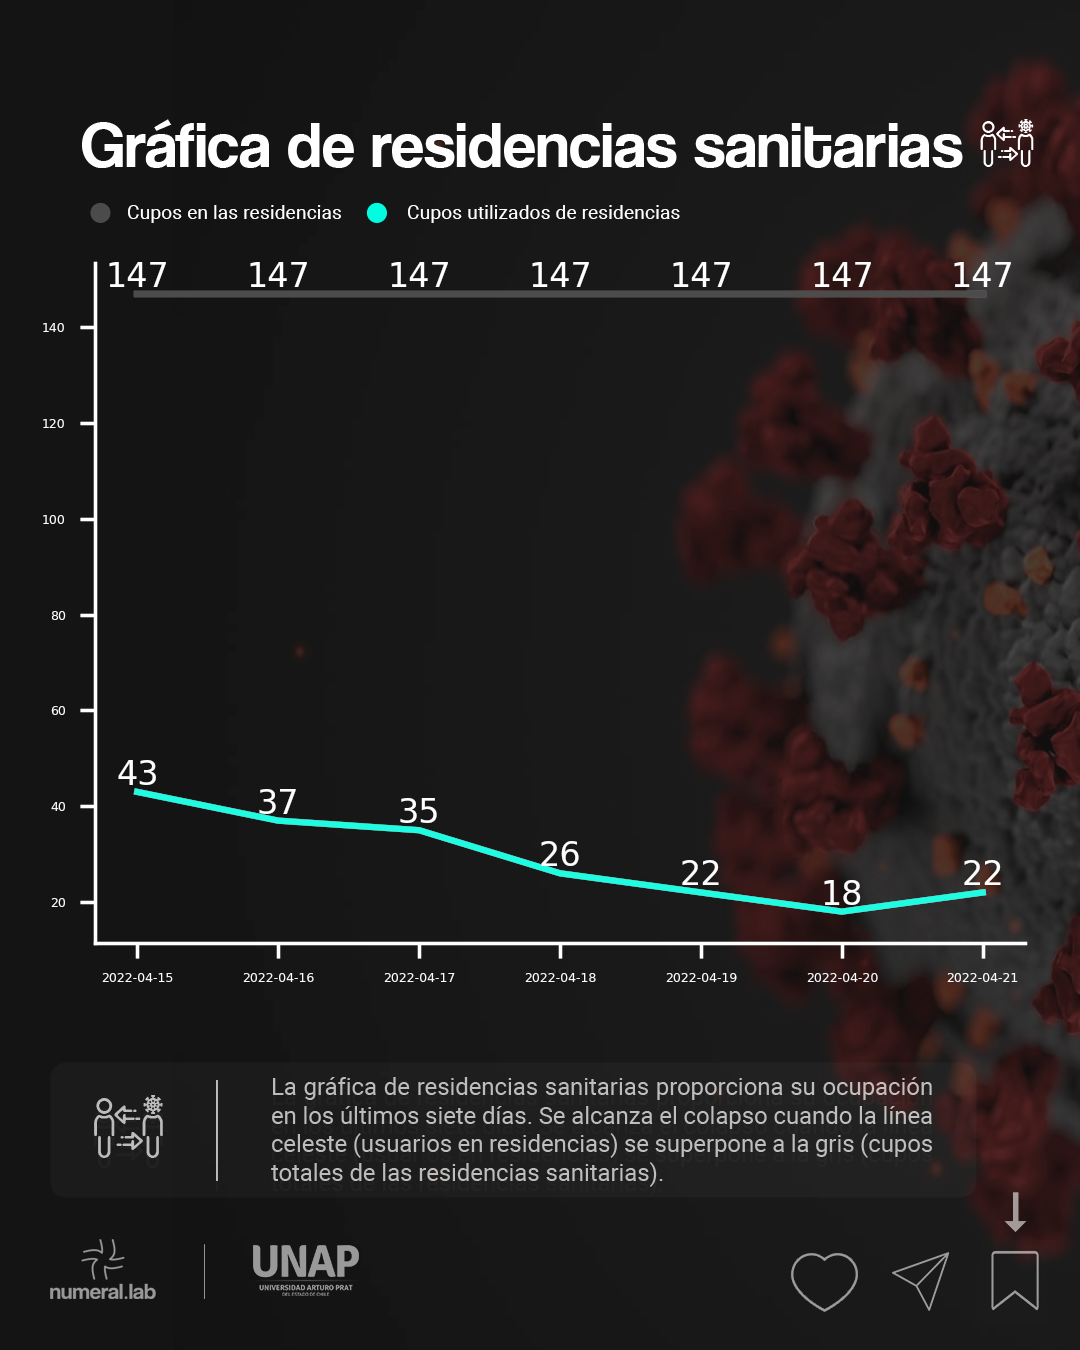 Gráfica de residencias sanitarias
Cupos en las residencias Cupos utilizados de residencias
147 147 147 147 147 147 147
140
120
100
80
60
40
20
43 37 35 26 22 18 22
2022-04-15 2022-04-16 2022-04-17 2022-04-18 2022-04-19 2022-04-20 2022-04-21
La gráfica de residencias sanitarias proporciona su ocupación
en los últimos siete días. Se alcanza el colapso cuando la línea
celeste (usuarios en residencias) se superpone a la gris (cupos
totales de las residencias sanitarias).
numeral.lab
UNAP
UNIVERSIDAD ARTURO PRAT
DEL ESTADO DE CHILE